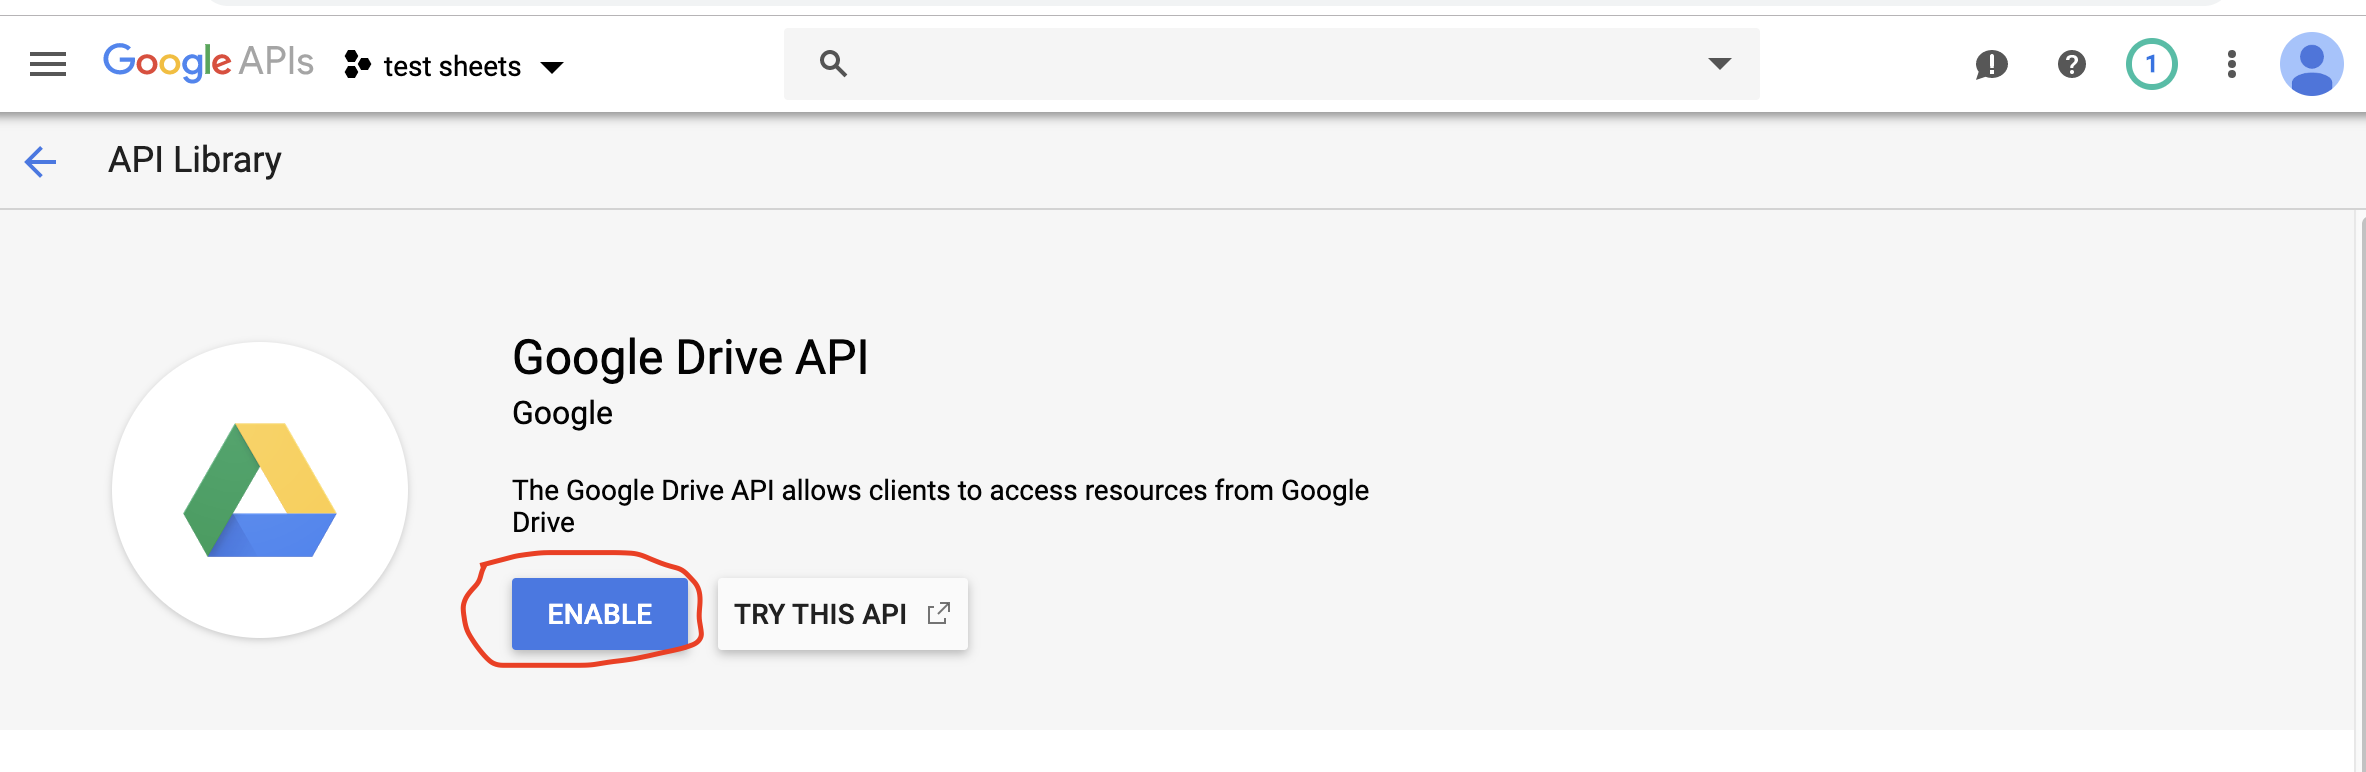 Google APIs
test sheets
1
API Library
Google Drive API
Google
The Google Drive API allows clients to access resources from Google
Drive
ENABLE
TRY THIS API